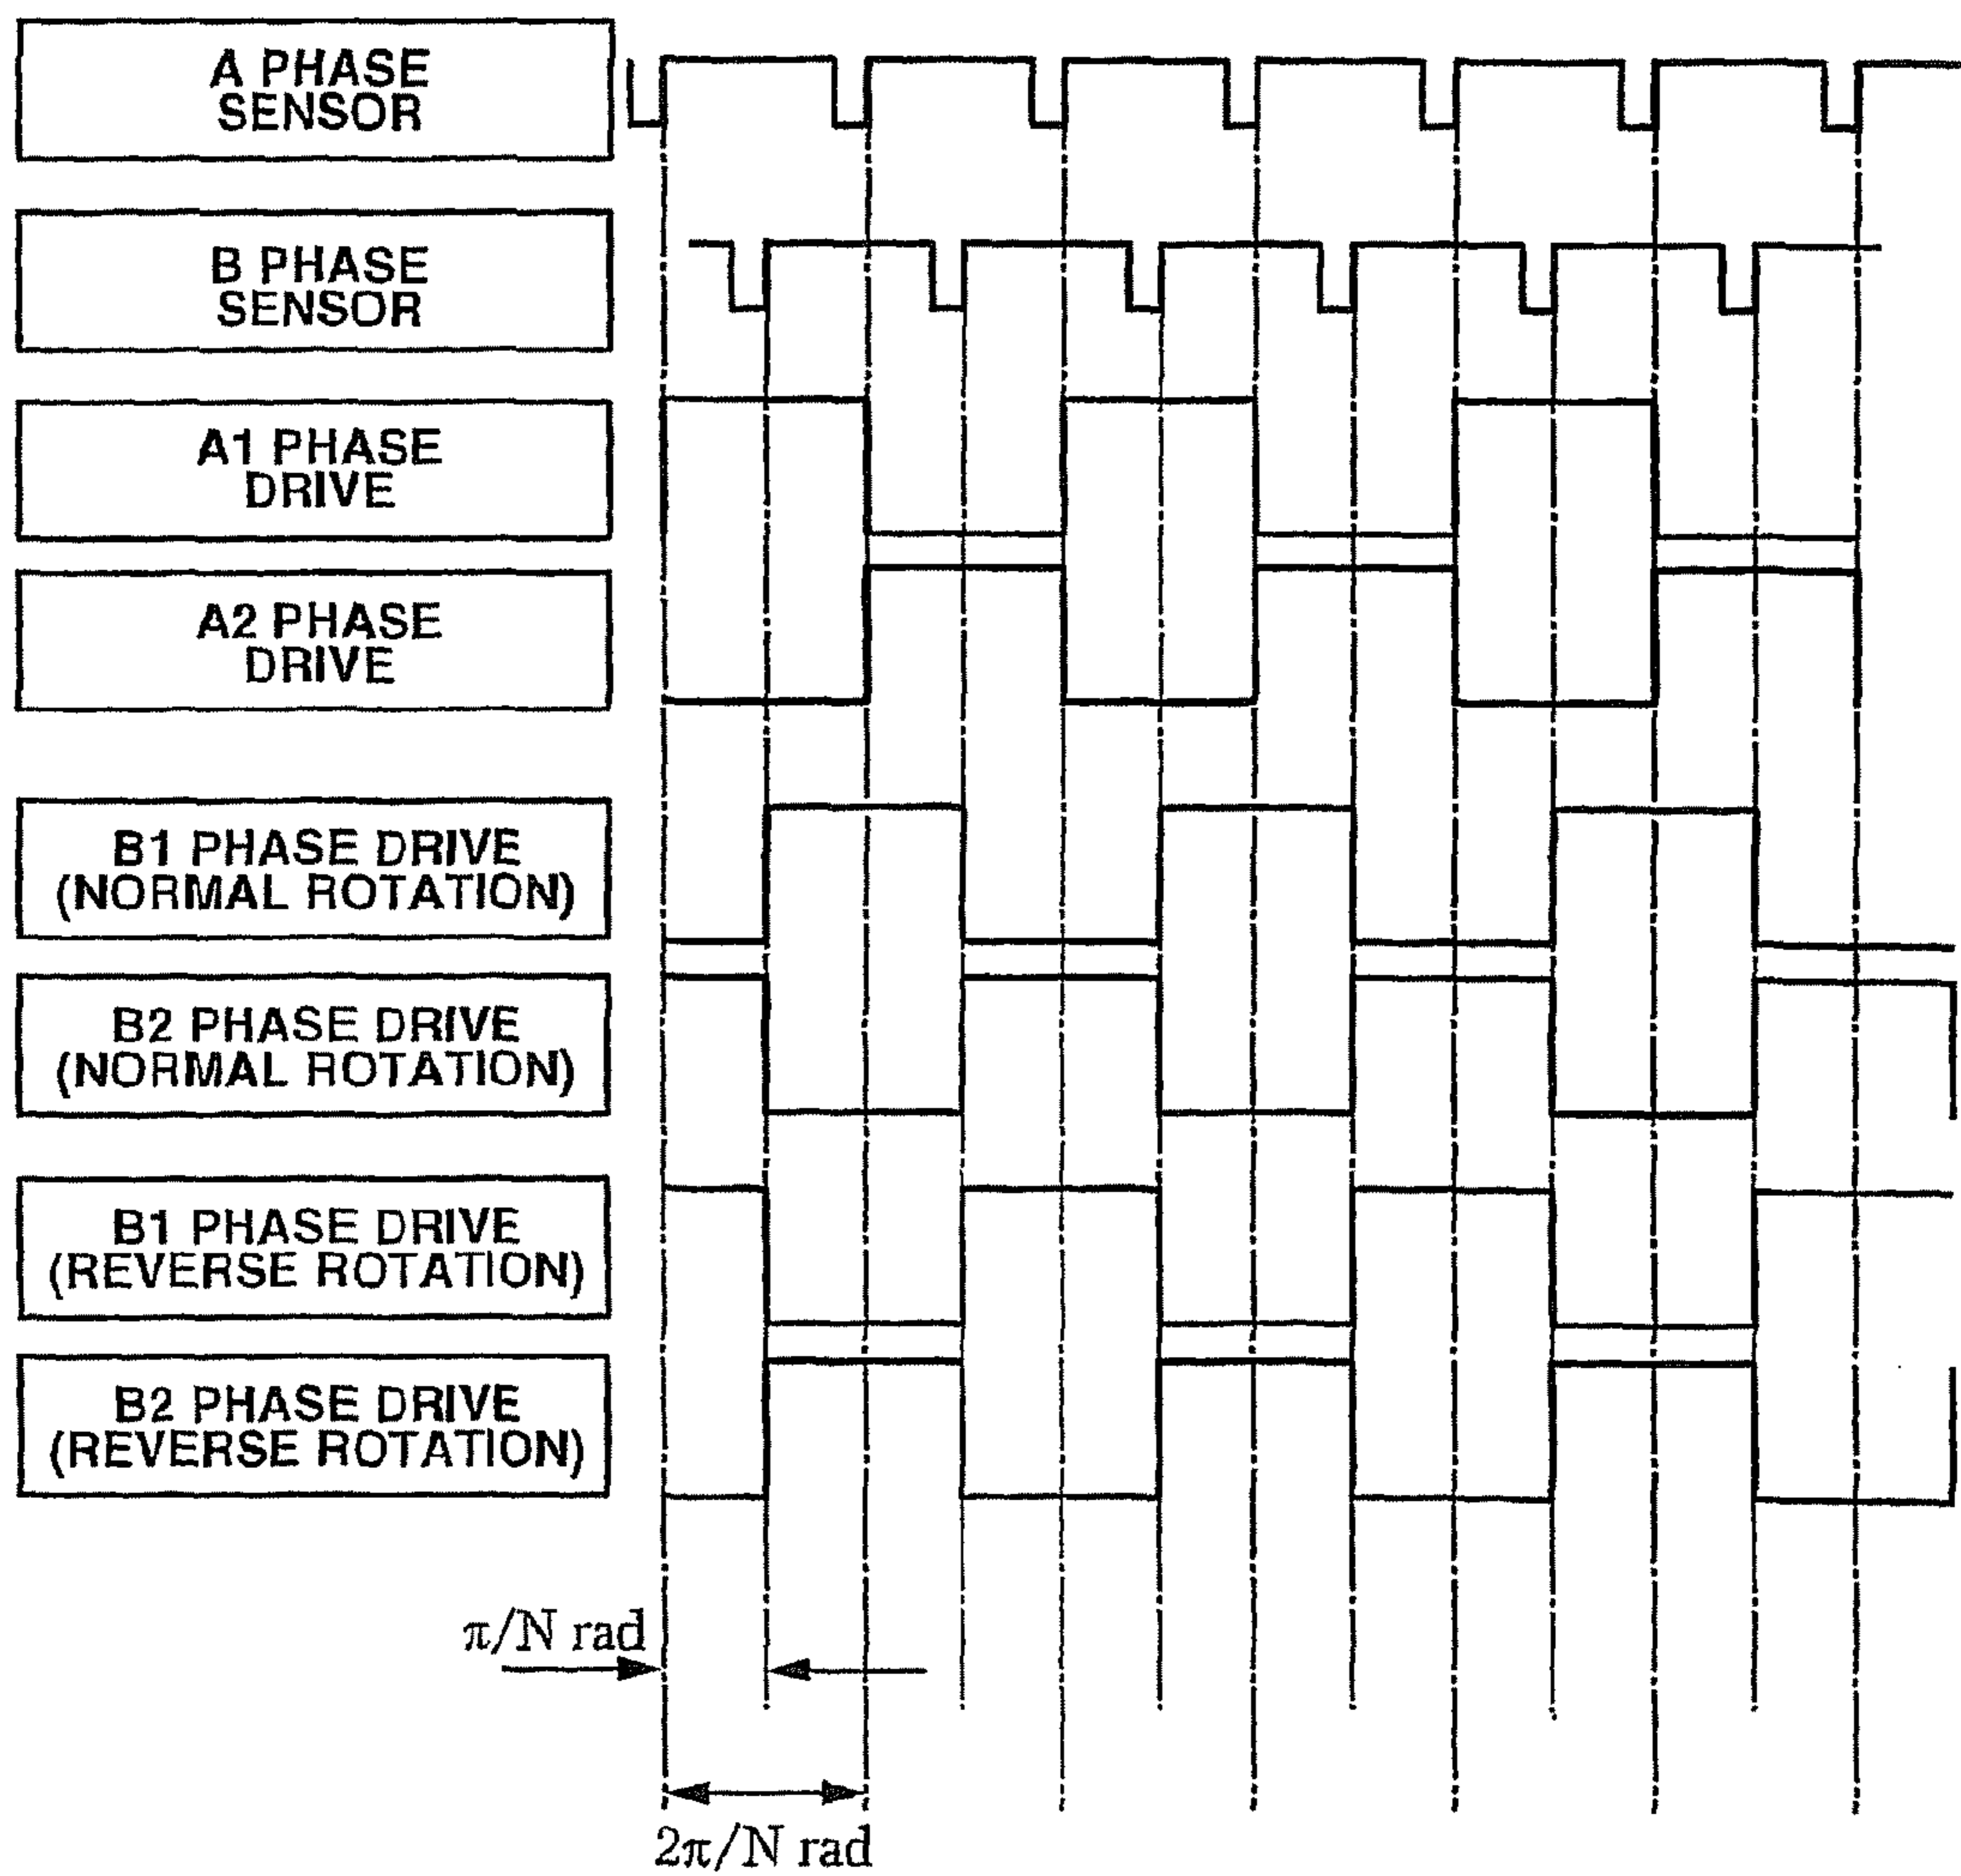 A PHASE
SENSOR
B PHASE
SENSOR
A1 PHASE
DRIVE
A2 PHASE
DRIVE
B1 PHASE DRIVE
(NORMAL ROTATION)
B2 PHASE DRIVE
(NORMAL ROTATION)
B1 PHASE DRIVE
(REVERSE ROTATION)
B2 PHASE DRIVE
(REVERSE ROTATION)
π/N rad
2π/N rad